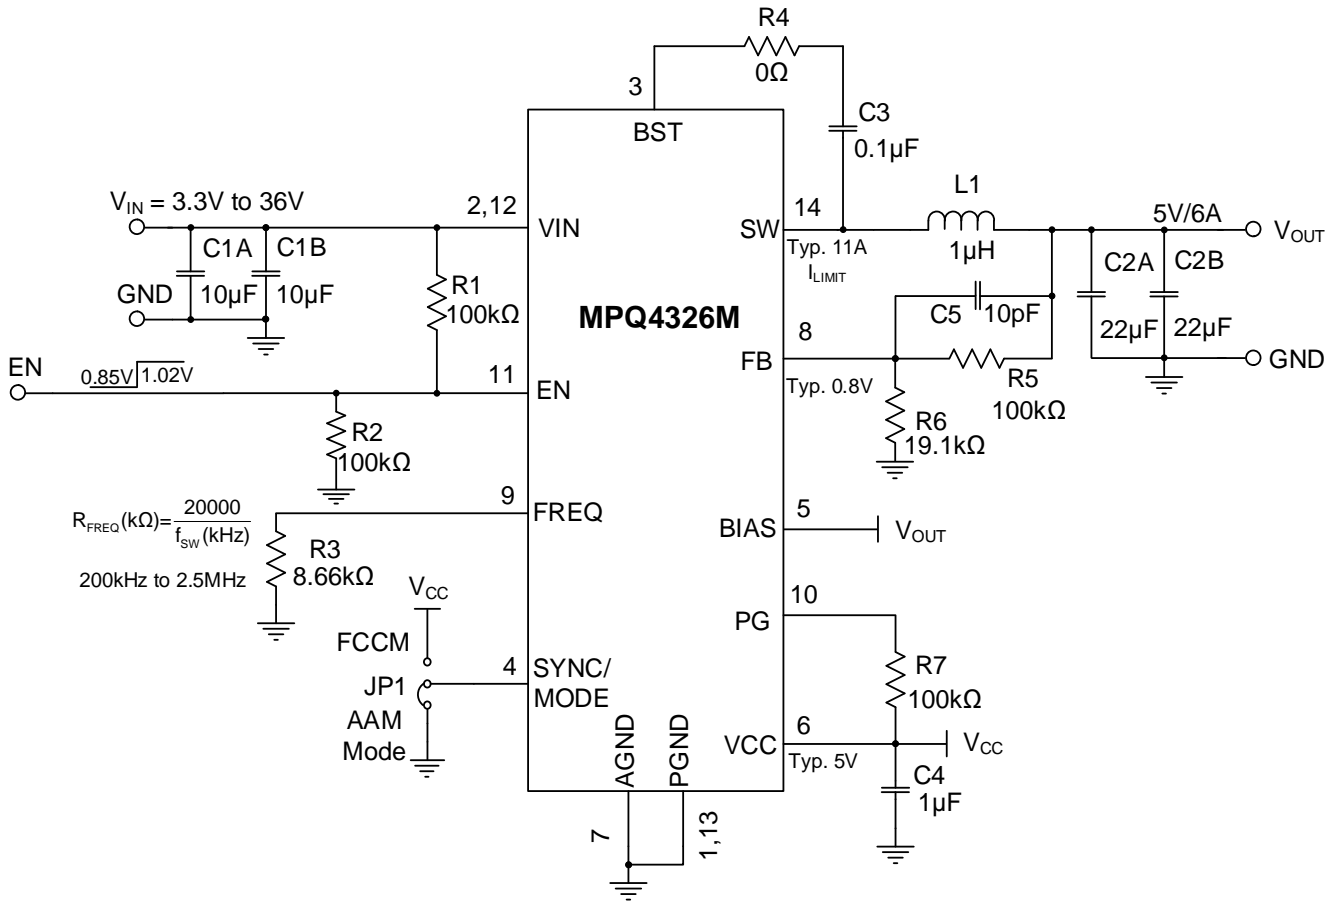 R4
0Ω
3
BST
C3
0.1µF
V_IN = 3.3V to 36V
2,12
VIN
C1A
10µF
C1B
10µF
GND
R1
100kΩ
MPQ4326M
14
SW
Typ. 11A
I_LIMIT
L1
1µH
5V/6A
V_OUT
C2A
22µF
C2B
22µF
GND
C5
10pF
8
FB
Typ. 0.8V
R5
100kΩ
R6
19.1kΩ
EN
0.85V
1.02V
11
EN
R2
100kΩ
9
FREQ
R_FREQ(kΩ)=20000/f_SW(kHz)
200kHz to 2.5MHz
R3
8.66kΩ
5
BIAS
V_OUT
V_CC
FCCM
JP1
AAM
Mode
4
SYNC/
MODE
10
PG
R7
100kΩ
6
VCC
Typ. 5V
V_CC
C4
1µF
AGND
PGND
7
1,13